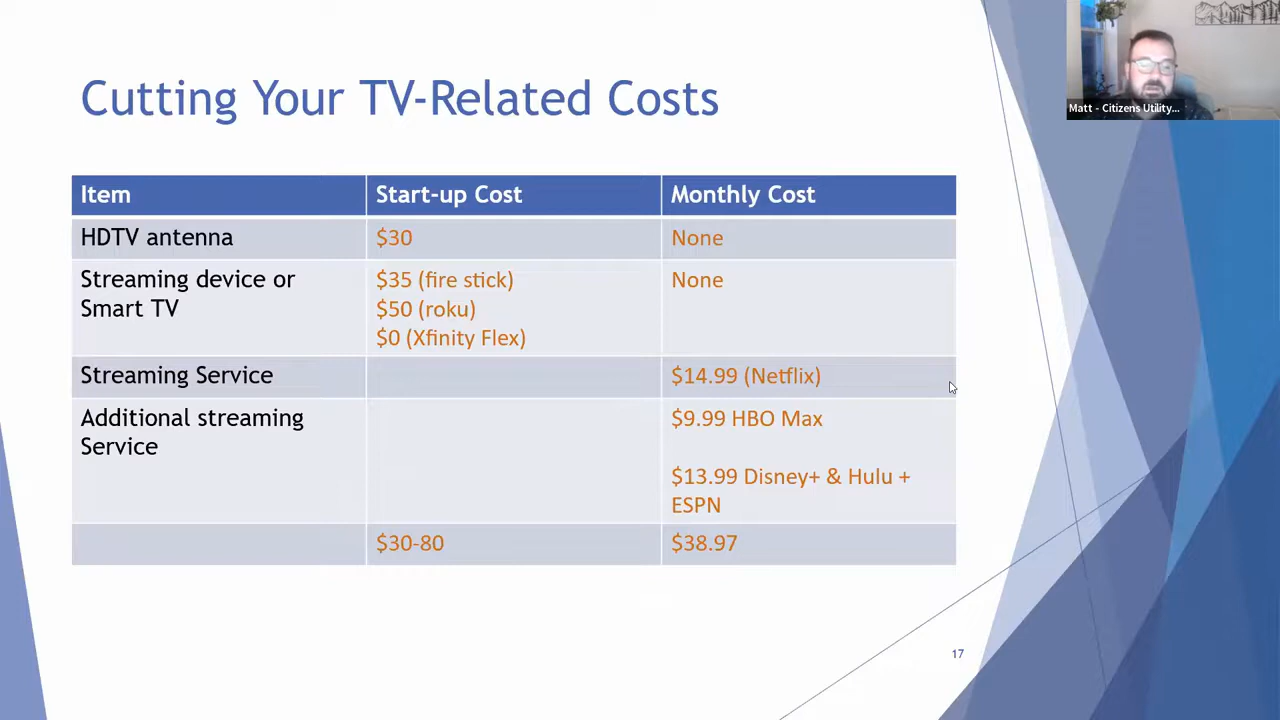 Cutting Your TV-Related Costs
Matt - Citizens Utility...
Item Start-up Cost Monthly Cost
HDTV antenna $30 None
Streaming device or $35 (fire stick) None
Smart TV $50 (roku)
$0 (Xfinity Flex)
Streaming Service $14.99 (Netflix)
Additional streaming $9.99 HBO Max
Service
$13.99 Disney+ & Hulu +
ESPN
$30-80 $38.97
17